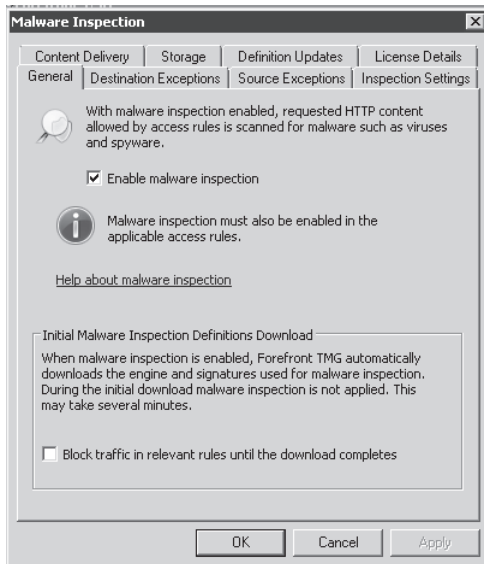 Malware Inspection
Content Delivery Storage Definition Updates License Details
General Destination Exceptions Source Exceptions Inspection Settings
With malware inspection enabled, requested HTTP content
allowed by access rules is scanned for malware such as viruses
and spyware.
Enable malware inspection
Malware inspection must also be enabled in the
applicable access rules.
Help about malware inspection
Initial Malware Inspection Definitions Download
When malware inspection is enabled, Forefront TMG automatically
downloads the engine and signatures used for malware inspection.
During the initial download malware inspection is not applied. This
may take several minutes.
Block traffic in relevant rules until the download completes
OK Cancel Apply